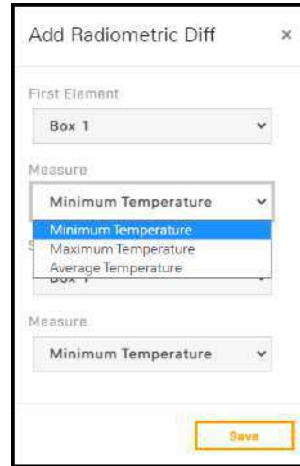 Add Radiometric Diff ×
First Element
Box 1
Measure
Minimum Temperature
Minimum Temperature
Maximum Temperature
Average Temperature
Box 1
Measure
Minimum Temperature
Save